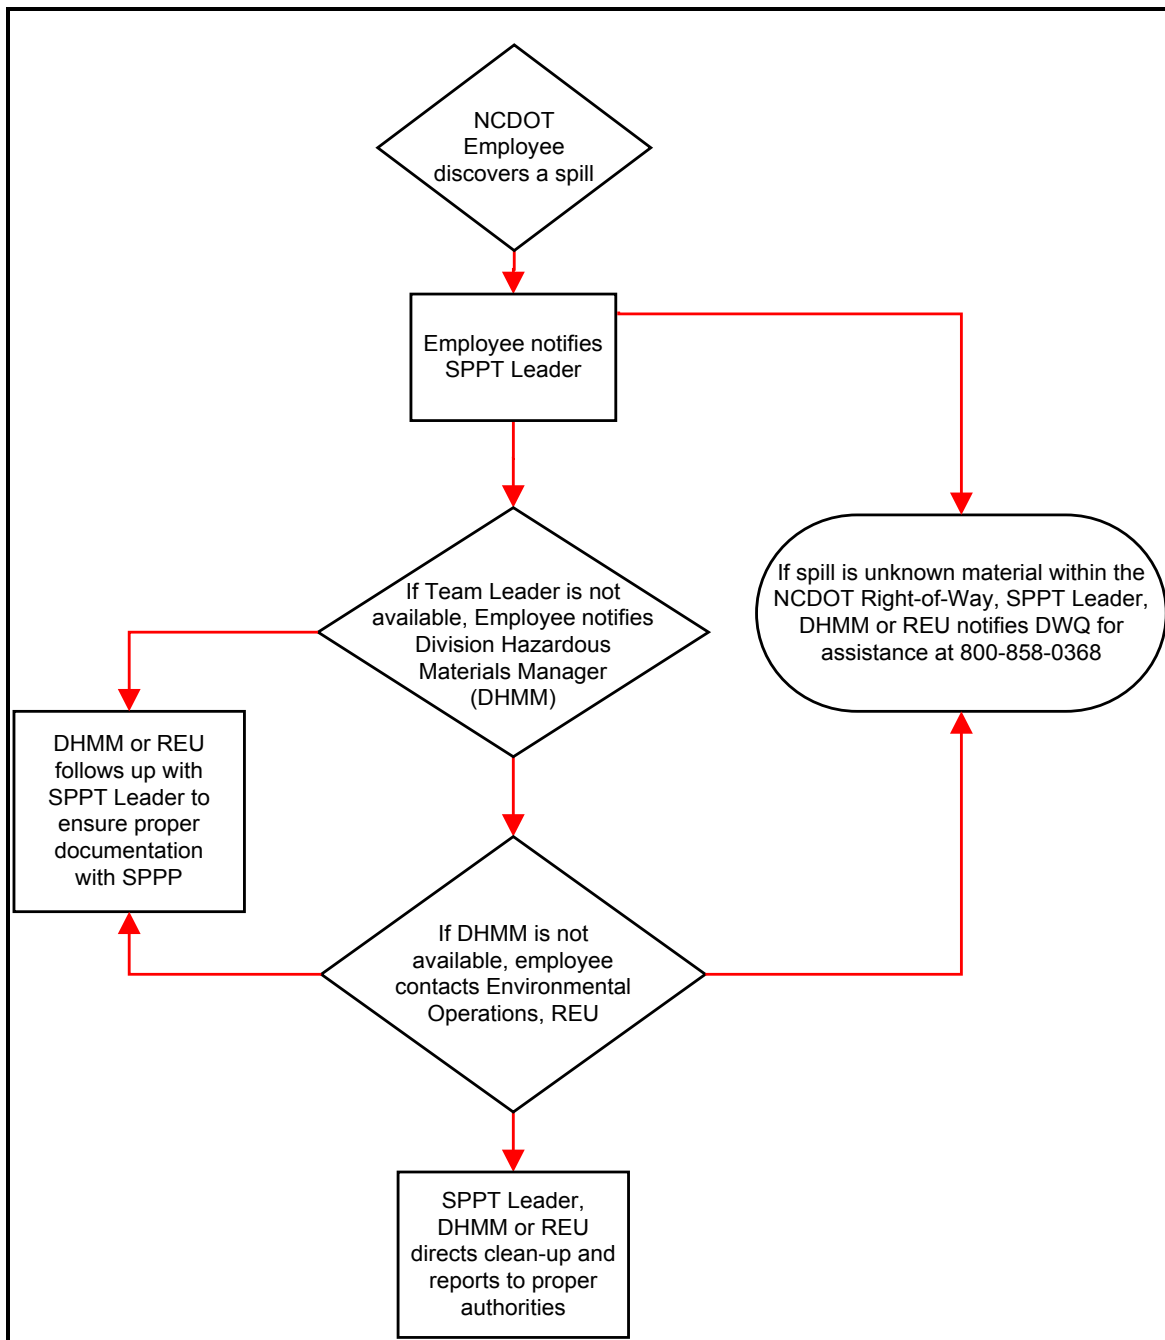 NCDOT
Employee
discovers a spill
Employee notifies
SPPT Leader
If Team Leader is not
available, Employee notifies
Division Hazardous
Materials Manager
(DHMM)
If spill is unknown material within the
NCDOT Right-of-Way, SPPT Leader,
DHMM or REU notifies DWQ for
assistance at 800-858-0368
DHMM or REU
follows up with
SPPT Leader to
ensure proper
documentation
with SPPP
If DHMM is not
available, employee
contacts Environmental
Operations, REU
SPPT Leader,
DHMM or REU
directs clean-up and
reports to proper
authorities